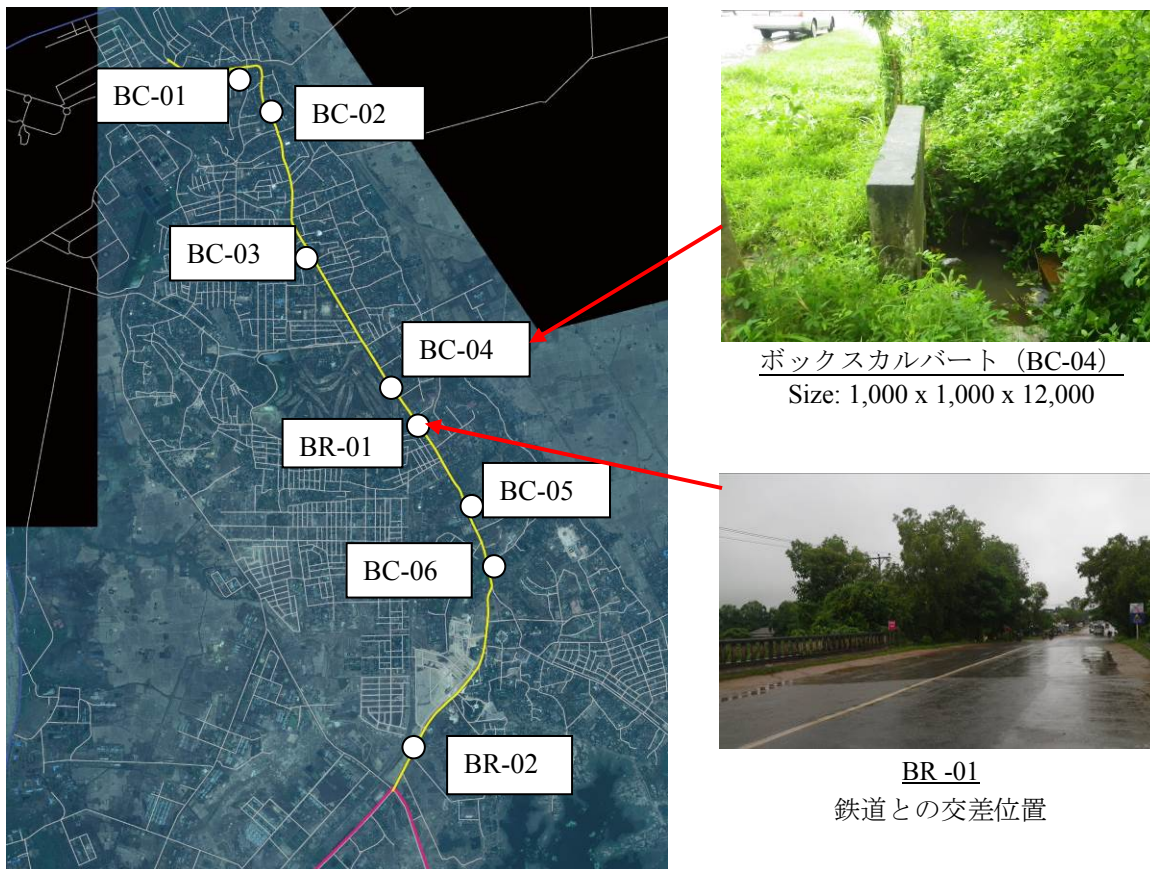 BC-01
BC-02
BC-03
BC-04
BR-01
BC-05
BC-06
BR-02
ボックスカルバート（BC-04）
Size: 1,000 x 1,000 x 12,000
BR -01
鉄道との交差位置